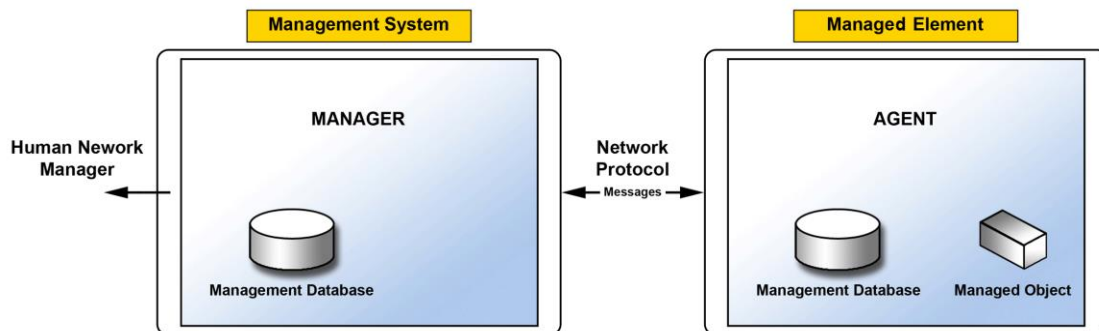 Management System
Managed Element
MANAGER
AGENT
Human Nework
Manager
Network
Protocol
Messages
Management Database
Management Database
Managed Object